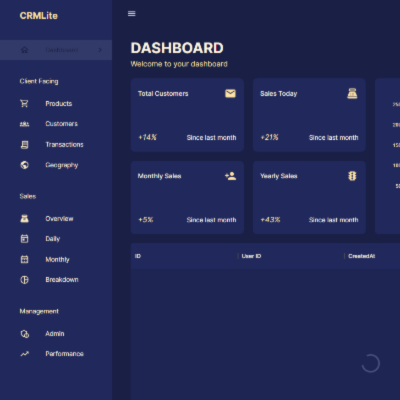 CRMLite
Dashboard
Client Facing
Products
Customers
Transactions
Geography
Sales
Overview
Daily
Monthly
Breakdown
Management
Admin
Performance
DASHBOARD
Welcome to your dashboard
Total Customers
+14%
Since last month
Sales Today
+21%
Since last month
Monthly Sales
+5%
Since last month
Yearly Sales
+43%
Since last month
ID
User ID
CreatedAt